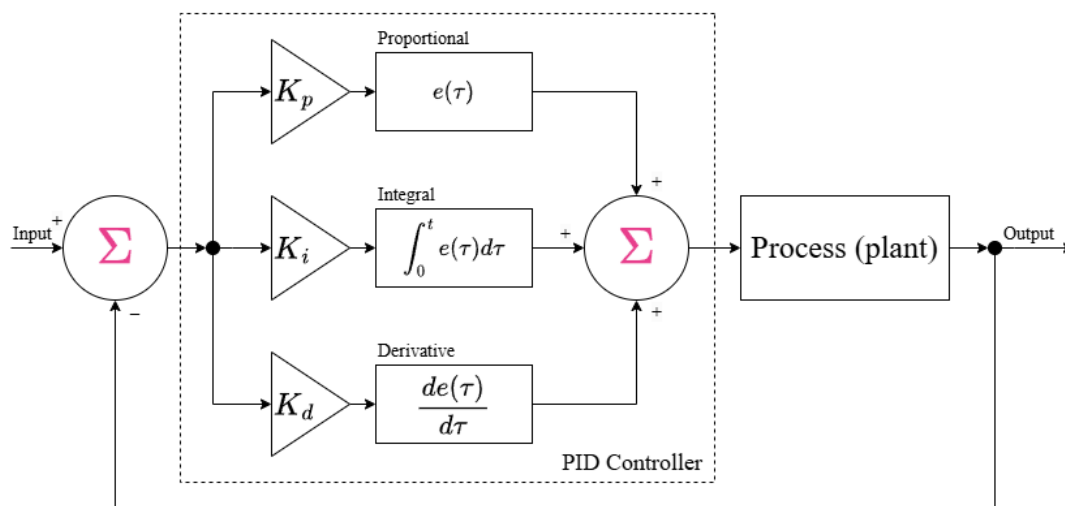 Proportional
K_p
e(τ)
+
Integral
Input
+
Σ
K_i
∫_0^t e(τ)dτ
+
Σ
Process (plant)
Output
−
+
Derivative
K_d
de(τ)
dτ
PID Controller